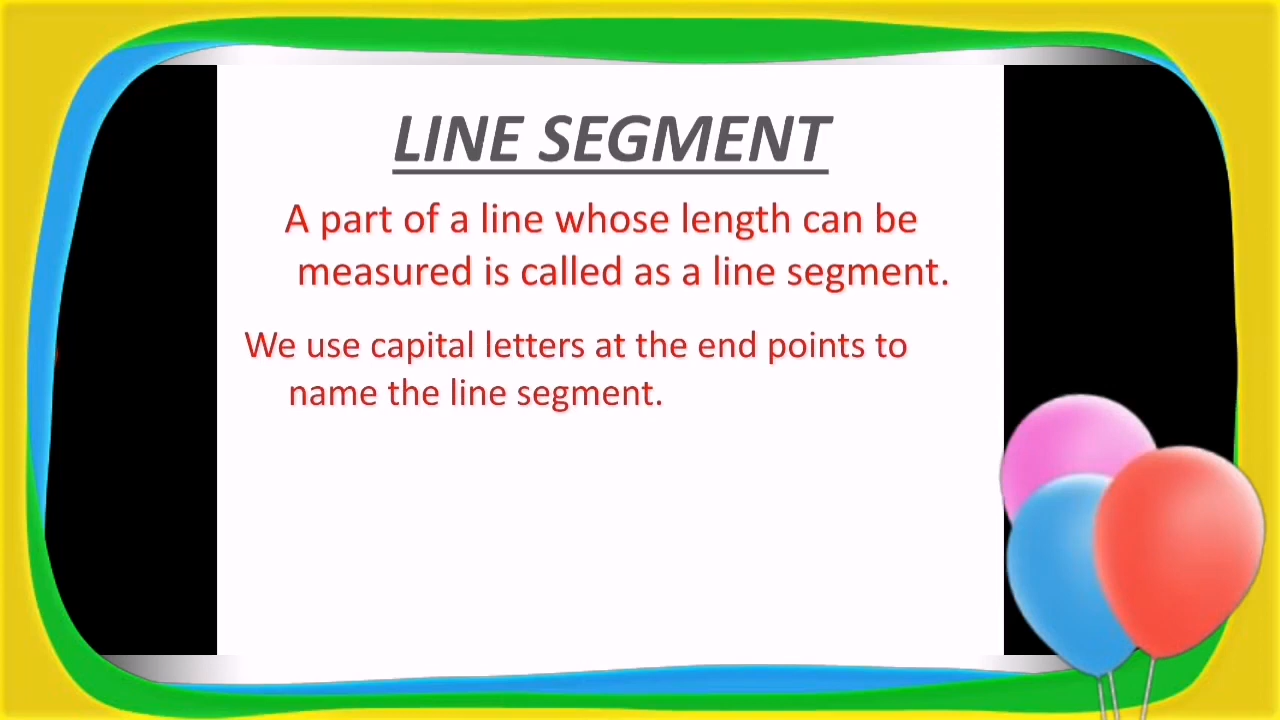 LINE SEGMENT
A part of a line whose length can be
measured is called as a line segment.
We use capital letters at the end points to
name the line segment.